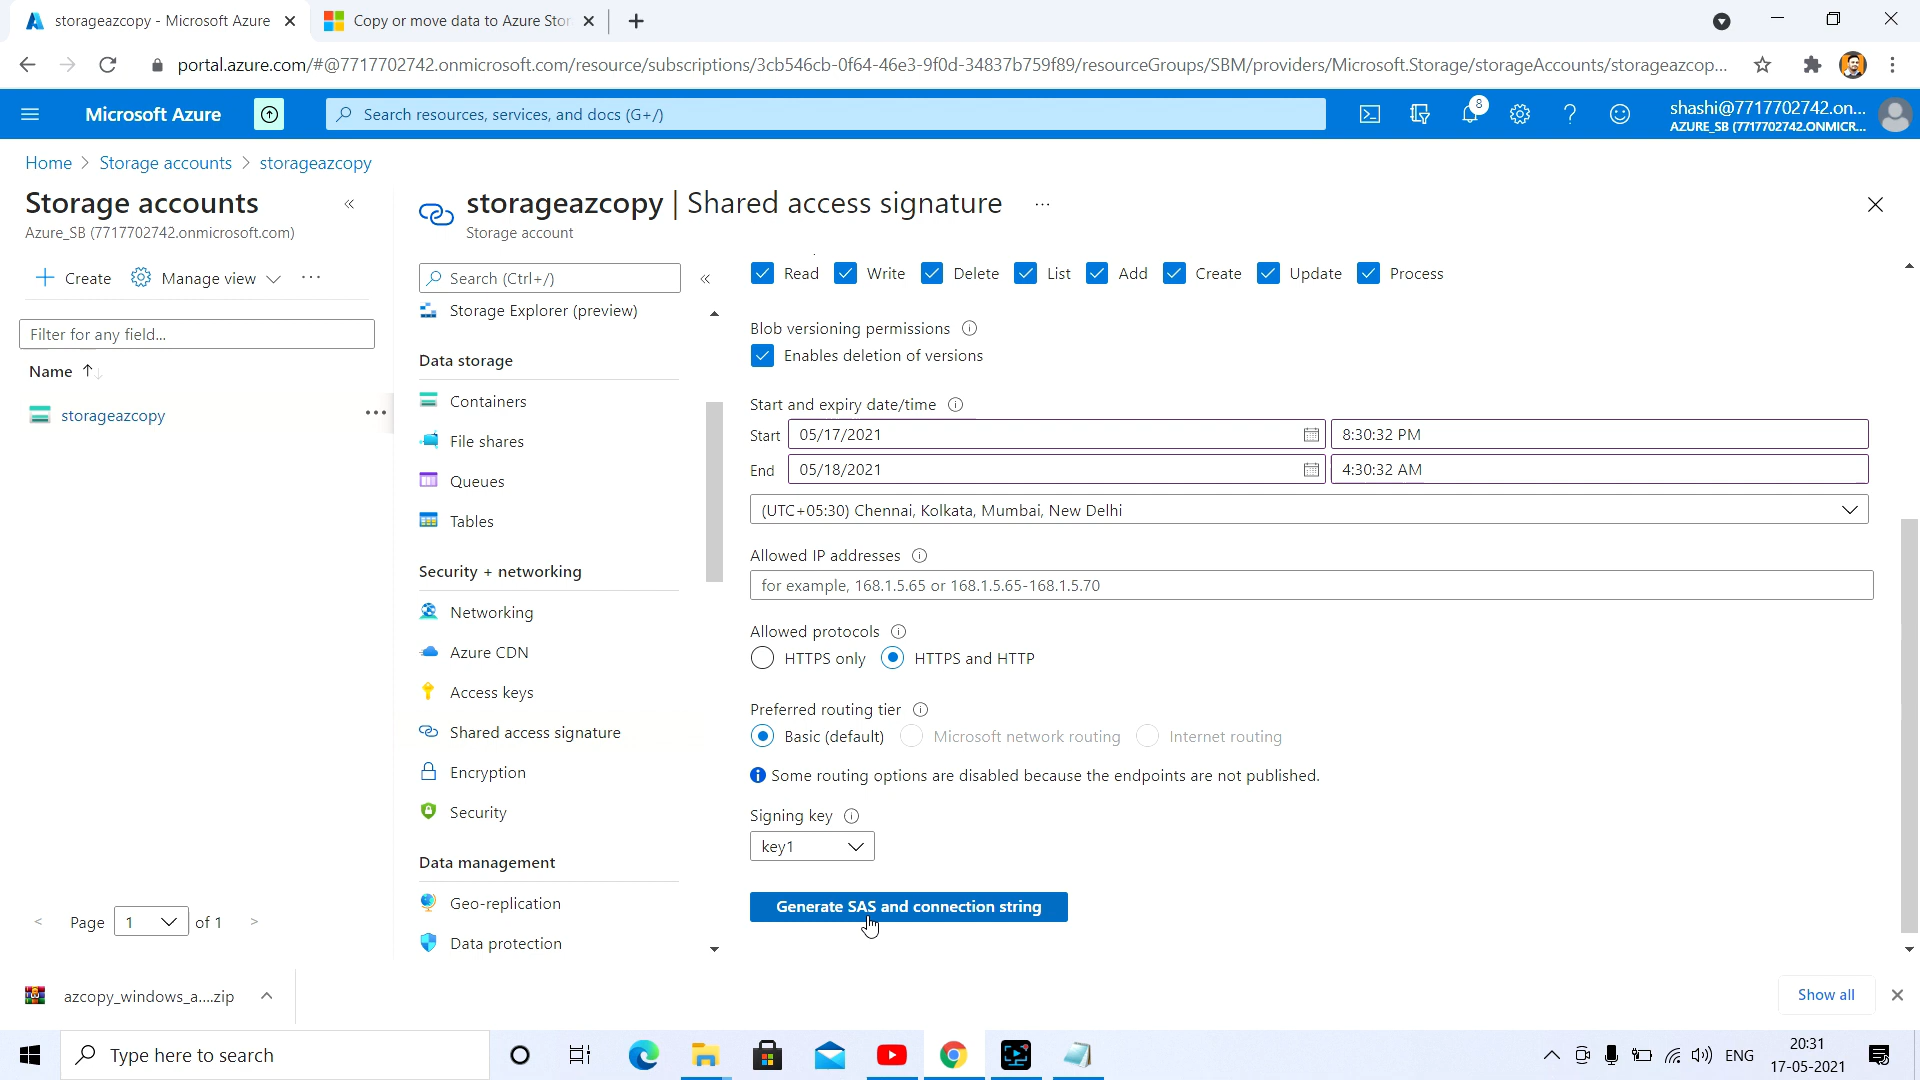 storageazcopy - Microsoft Azure
Copy or move data to Azure Stor
portal.azure.com/#@7717702742.onmicrosoft.com/resource/subscriptions/3cb546cb-0f64-46e3-9f0d-34837b759f89/resourceGroups/SBM/providers/Microsoft.Storage/storageAccounts/storageazcop...
Microsoft Azure
Search resources, services, and docs (G+/)
8
shashi@7717702742.on...
AZURE_SB (7717702742.ONMICR...
Home > Storage accounts > storageazcopy
Storage accounts
Azure_SB (7717702742.onmicrosoft.com)
Create
Manage view
Filter for any field...
Name
storageazcopy
Page 1 of 1
storageazcopy | Shared access signature
Storage account
Search (Ctrl+/)
Storage Explorer (preview)
Data storage
Containers
File shares
Queues
Tables
Security + networking
Networking
Azure CDN
Access keys
Shared access signature
Encryption
Security
Data management
Geo-replication
Data protection
Read Write Delete List Add Create Update Process
Blob versioning permissions
Enables deletion of versions
Start and expiry date/time
Start 05/17/2021 8:30:32 PM
End 05/18/2021 4:30:32 AM
(UTC+05:30) Chennai, Kolkata, Mumbai, New Delhi
Allowed IP addresses
for example, 168.1.5.65 or 168.1.5.65-168.1.5.70
Allowed protocols
HTTPS only HTTPS and HTTP
Preferred routing tier
Basic (default) Microsoft network routing Internet routing
Some routing options are disabled because the endpoints are not published.
Signing key
key1
Generate SAS and connection string
azcopy_windows_a....zip
Show all
Type here to search
ENG
20:31
17-05-2021